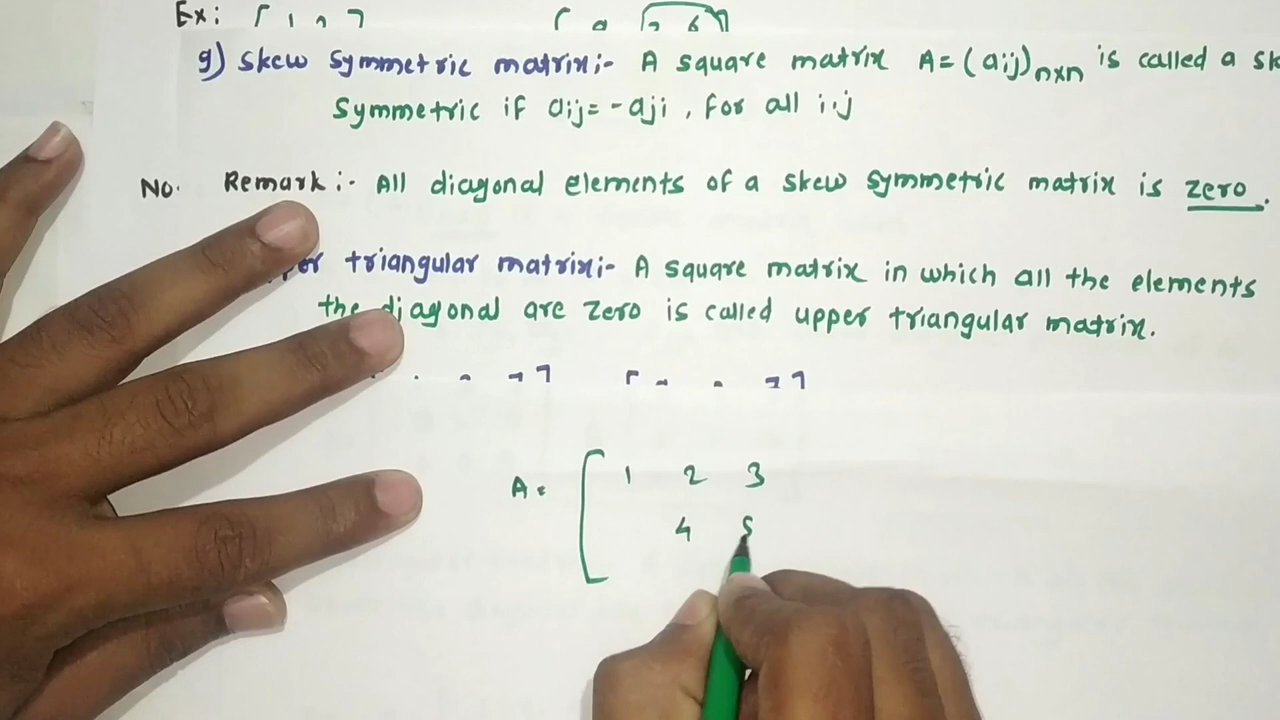 Ex:
g) Skew Symmetric matrix:- A square matrix A=(aij)nxn is called a sk
Symmetric if aij= -aji , for all i,j
No. Remark:- All diagonal elements of a skew symmetric matrix is zero.
per triangular matrix:- A square matrix in which all the elements
the diagonal are zero is called upper triangular matrix.
A= [ 1 2 3
4 5